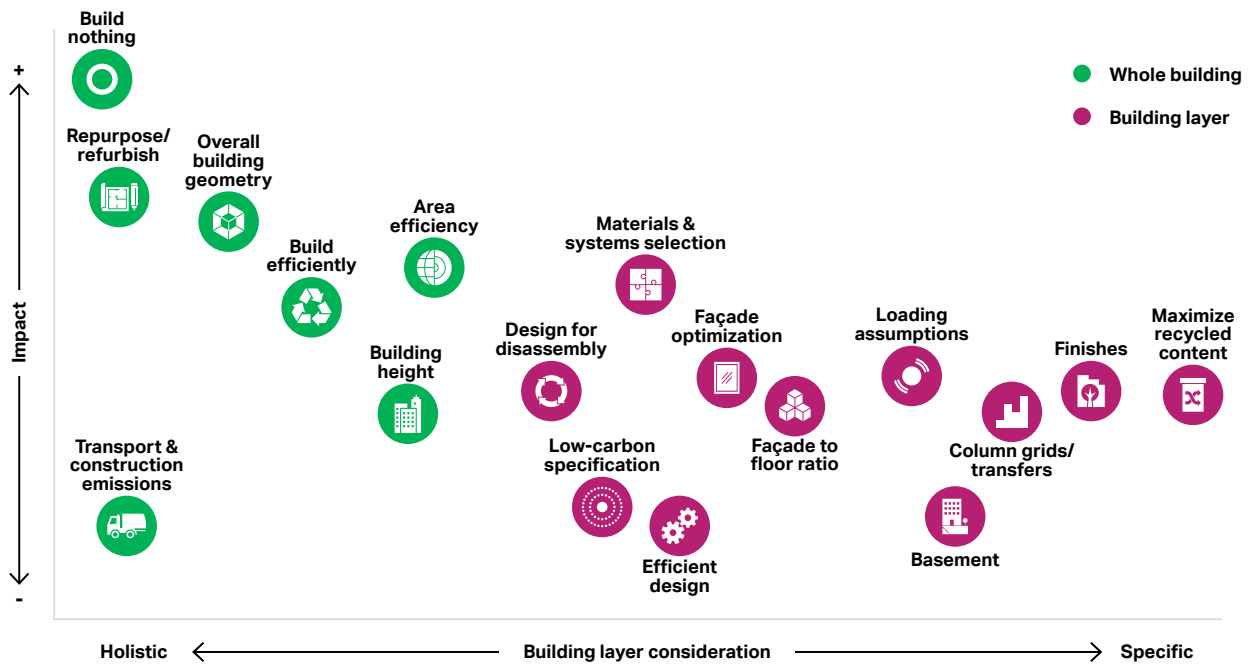 Build
nothing
+
Whole building
Building layer
Repurpose/
refurbish
Overall
building
geometry
Area
efficiency
Materials &
systems selection
Build
efficiently
Impact
Design for
disassembly
Façade
optimization
Loading
assumptions
Maximize
recycled
content
Finishes
Building
height
Transport &
construction
emissions
Low-carbon
specification
Façade to
floor ratio
Column grids/
transfers
Efficient
design
Basement
-
Holistic
Building layer consideration
Specific